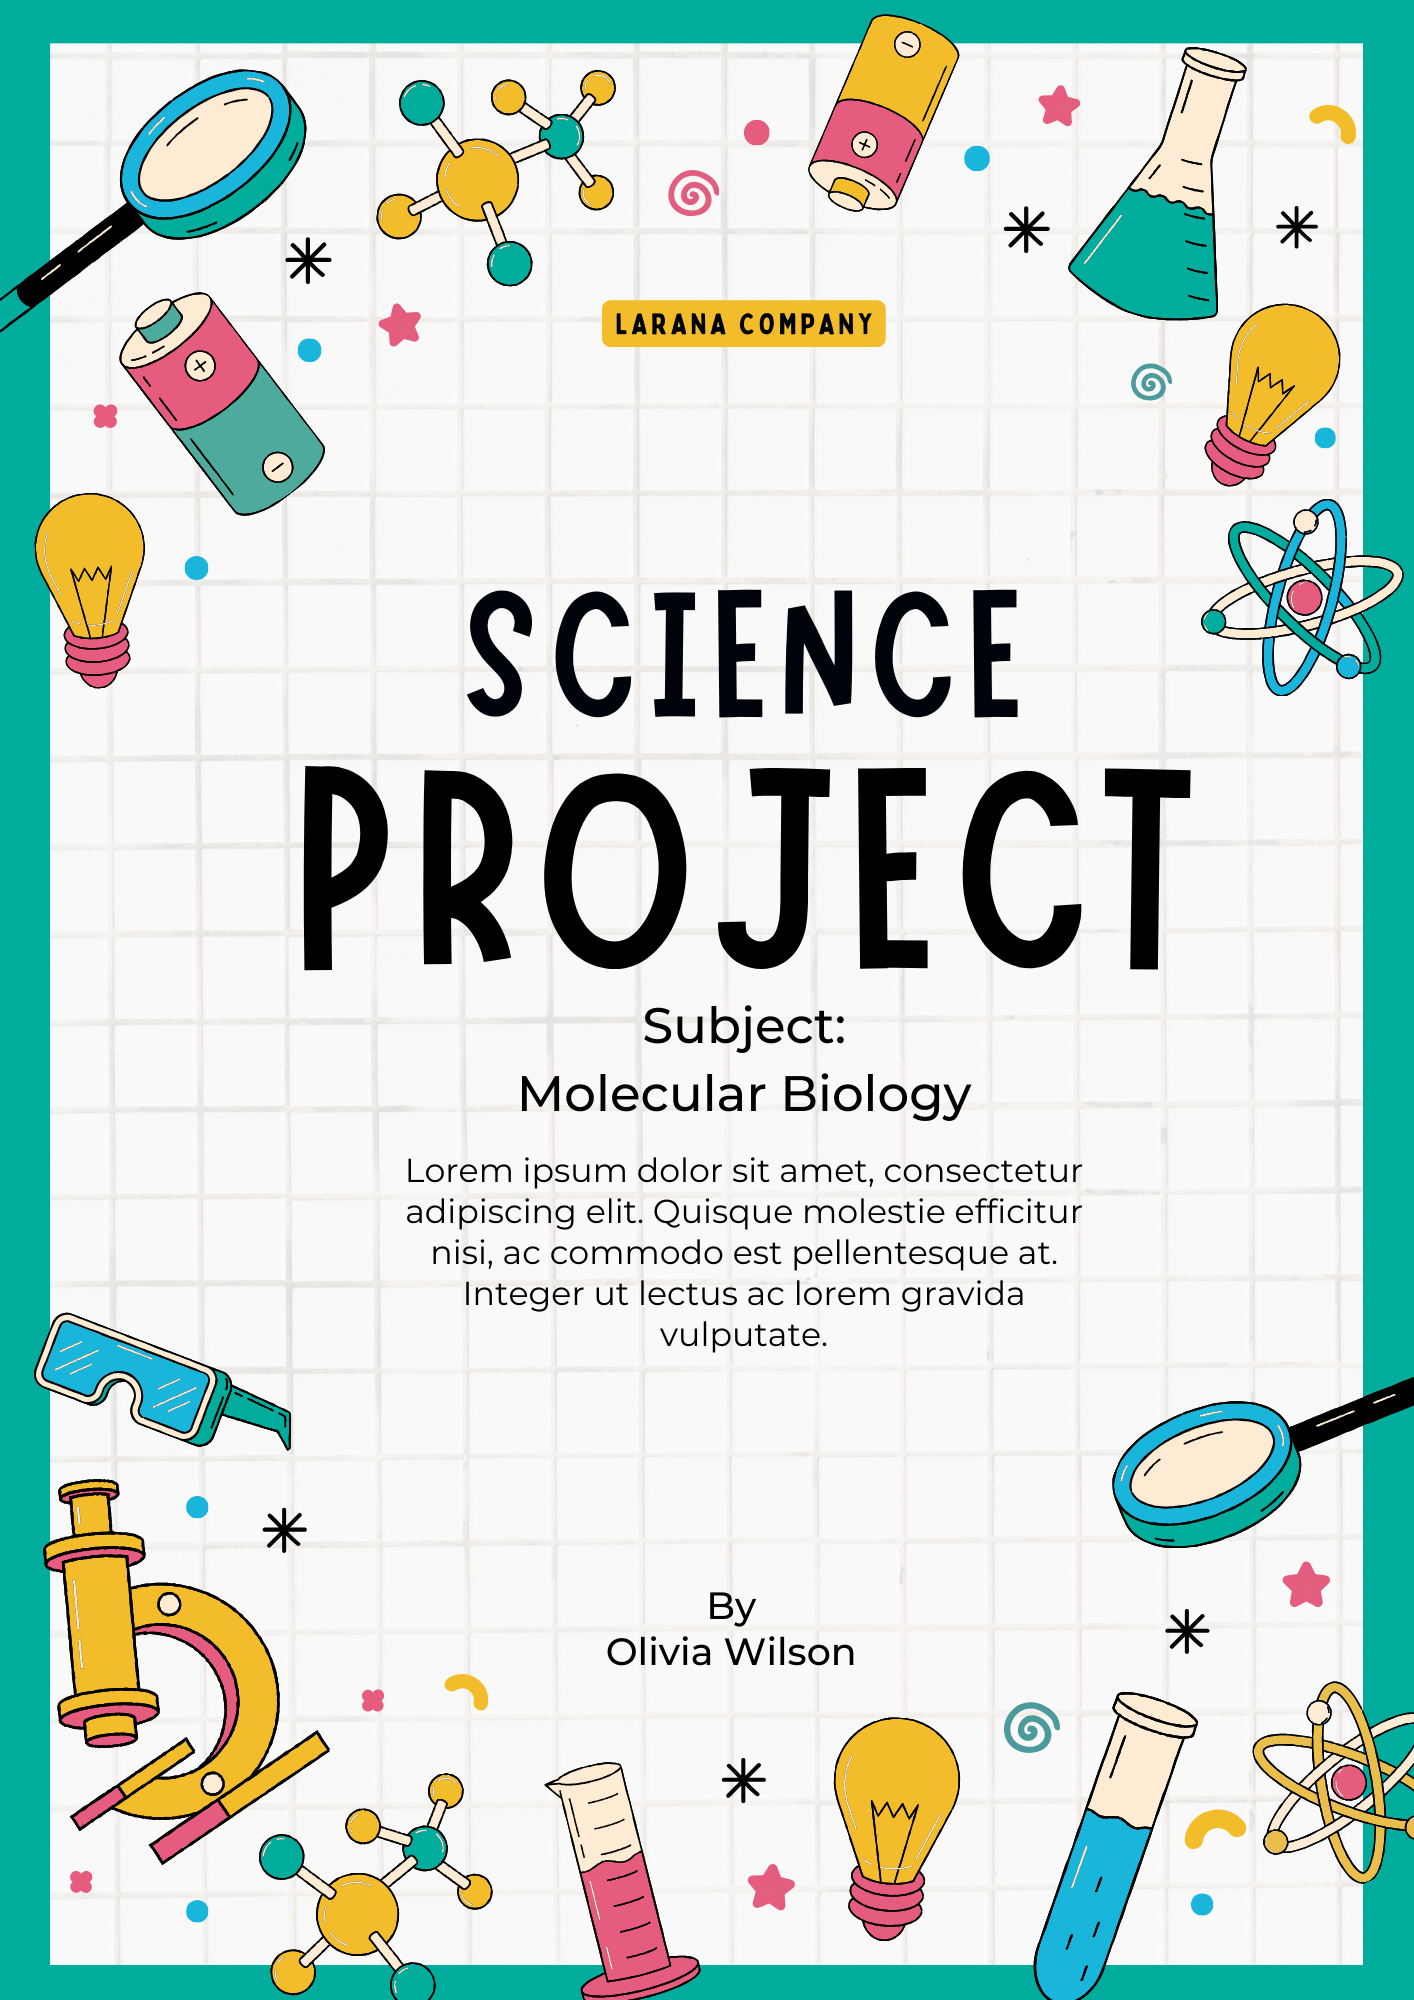 LARANA COMPANY
SCIENCE
PROJECT
Subject:
Molecular Biology
Lorem ipsum dolor sit amet, consectetur
adipiscing elit. Quisque molestie efficitur
nisi, ac commodo est pellentesque at.
Integer ut lectus ac lorem gravida
vulputate.
By
Olivia Wilson